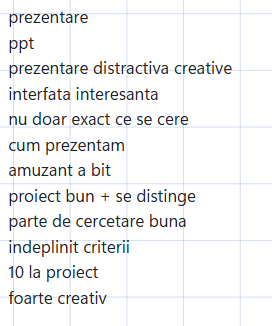 prezentare
ppt
prezentare distractiva creative
interfata interesanta
nu doar exact ce se cere
cum prezentam
amuzant a bit
proiect bun + se distinge
parte de cercetare buna
indeplinit criterii
10 la proiect
foarte creativ